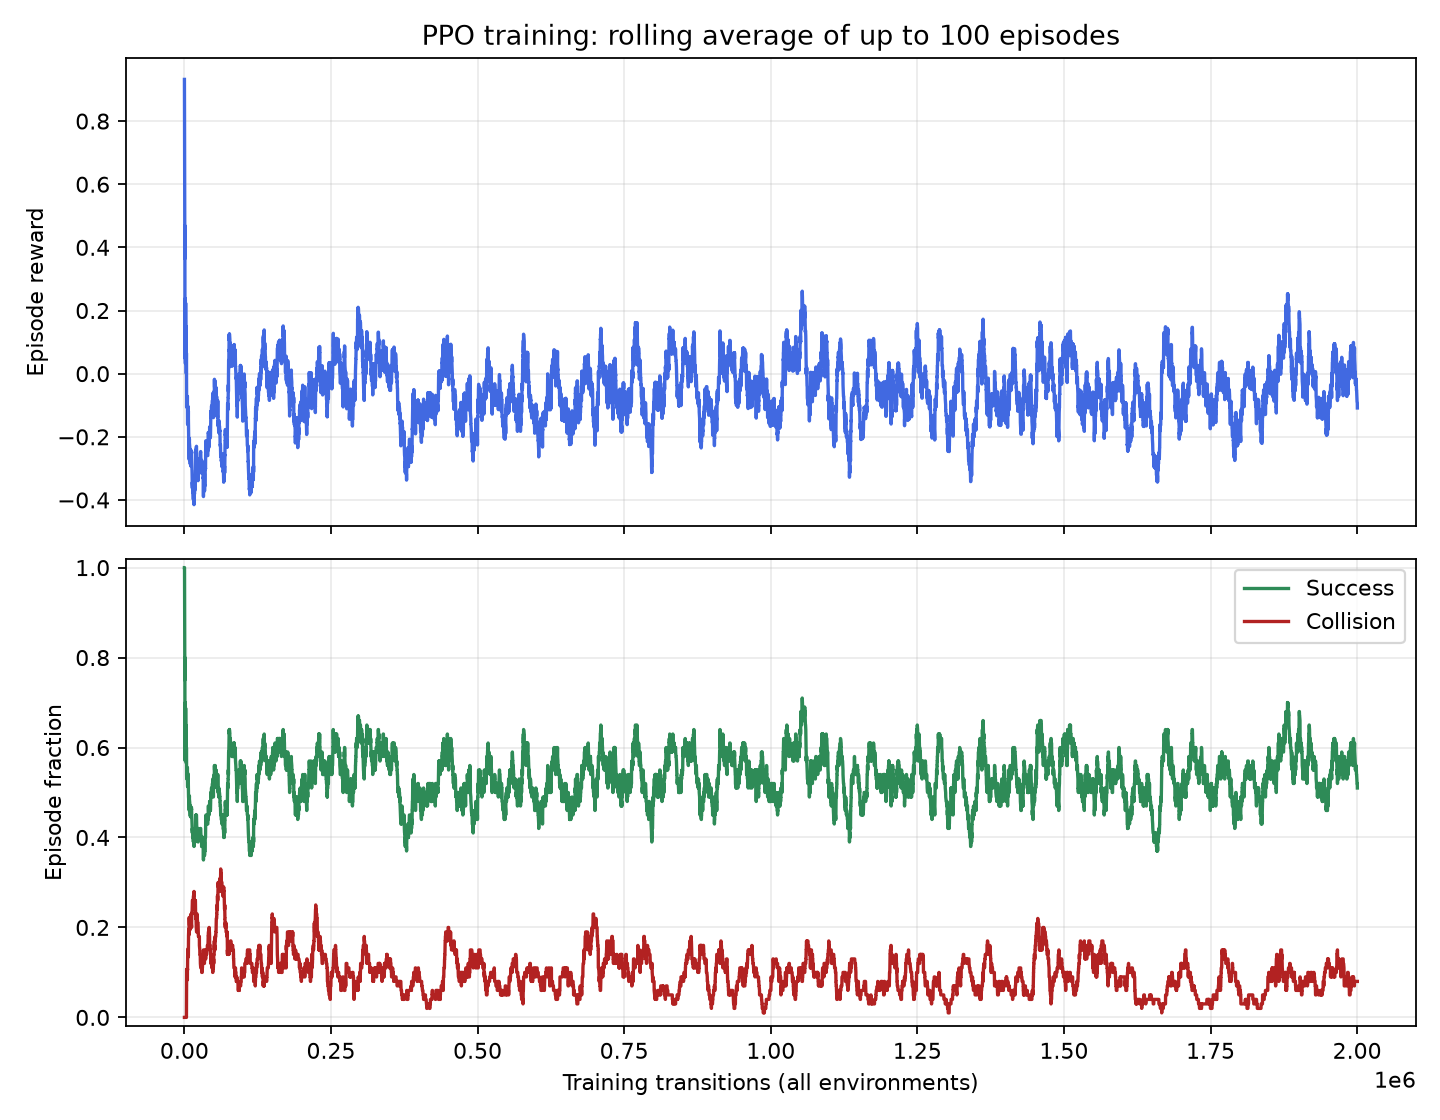 PPO training: rolling average of up to 100 episodes
0.8
0.6
0.4
0.2
0.0
−0.2
−0.4
Episode reward
1.0
0.8
0.6
0.4
0.2
0.0
Episode fraction
Success
Collision
0.00 0.25 0.50 0.75 1.00 1.25 1.50 1.75 2.00
1e6
Training transitions (all environments)